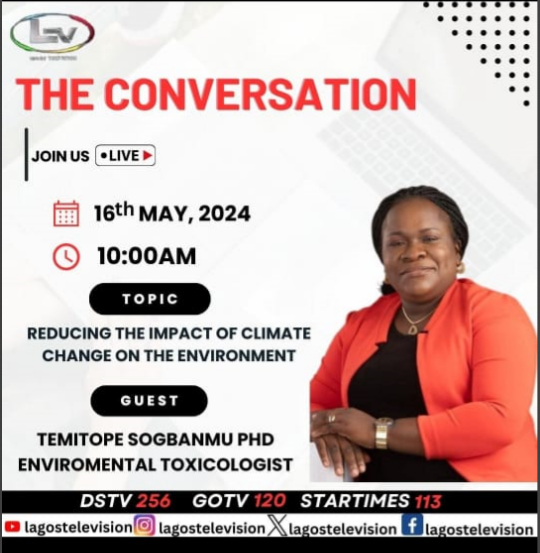 LTV
THE CONVERSATION
JOIN US • LIVE
16th MAY, 2024
10:00AM
TOPIC
REDUCING THE IMPACT OF CLIMATE
CHANGE ON THE ENVIRONMENT
GUEST
TEMITOPE SOGBANMU PHD
ENVIROMENTAL TOXICOLOGIST
DSTV 256 GOTV 120 STARTIMES 113
lagostelevision lagostelevision lagostelevision lagostelevision